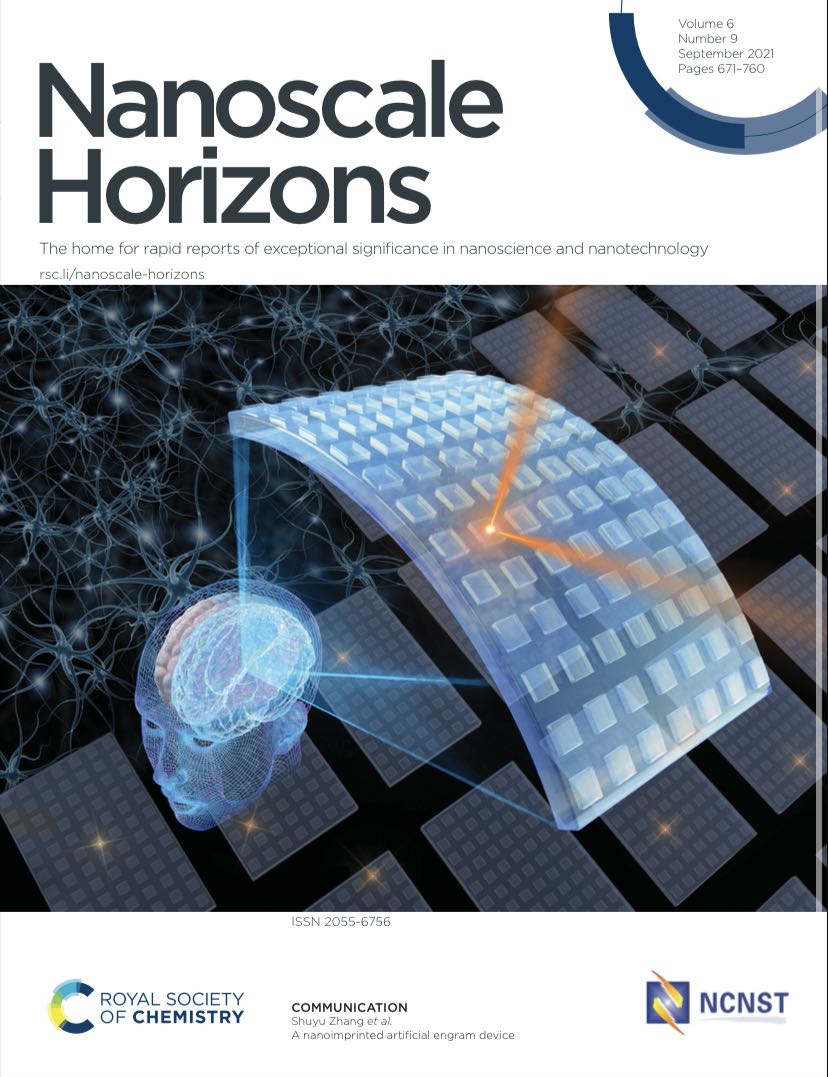 Volume 6
Number 9
September 2021
Pages 671–760
Nanoscale
Horizons
The home for rapid reports of exceptional significance in nanoscience and nanotechnology
rsc.li/nanoscale-horizons
ISSN 2055-6756
ROYAL SOCIETY
OF CHEMISTRY
COMMUNICATION
Shuyu Zhang et al.
A nanoimprinted artificial engram device
NCNST